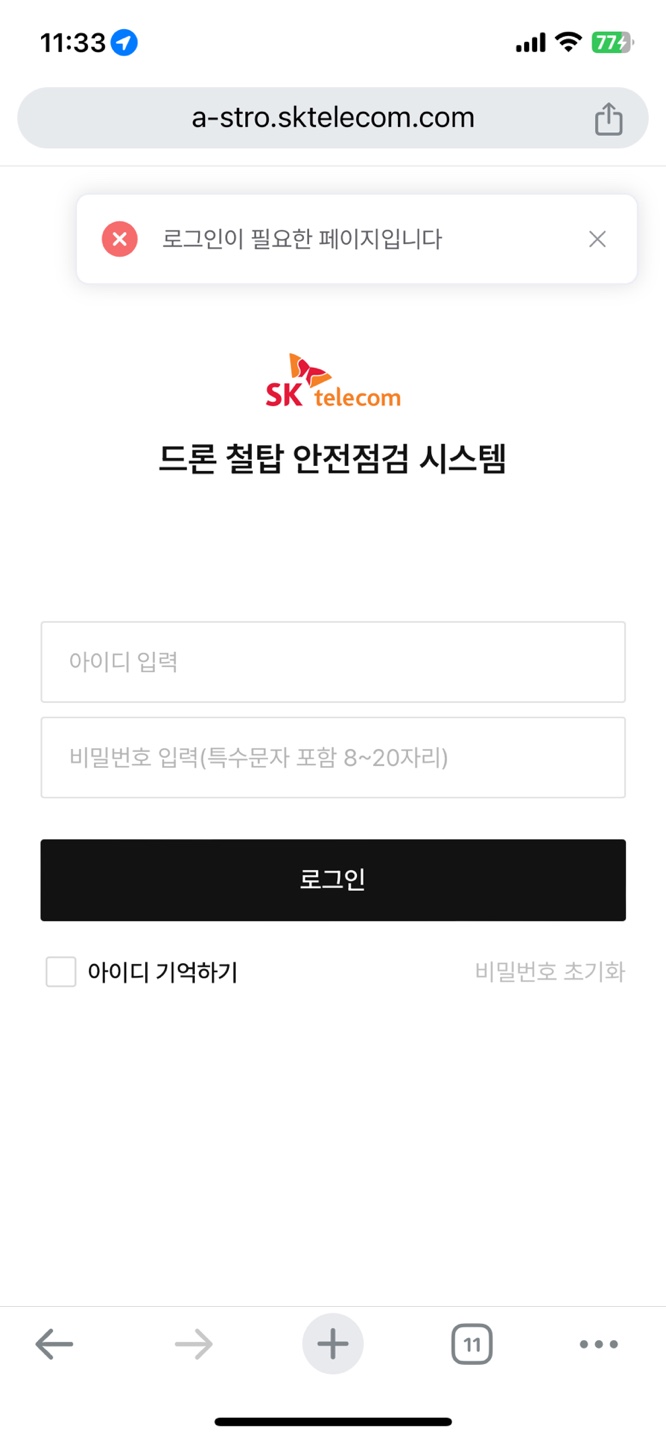 11:33
77
a-stro.sktelecom.com
로그인이 필요한 페이지입니다
SK telecom
드론 철탑 안전점검 시스템
아이디 입력
비밀번호 입력(특수문자 포함 8~20자리)
로그인
아이디 기억하기
비밀번호 초기화
11